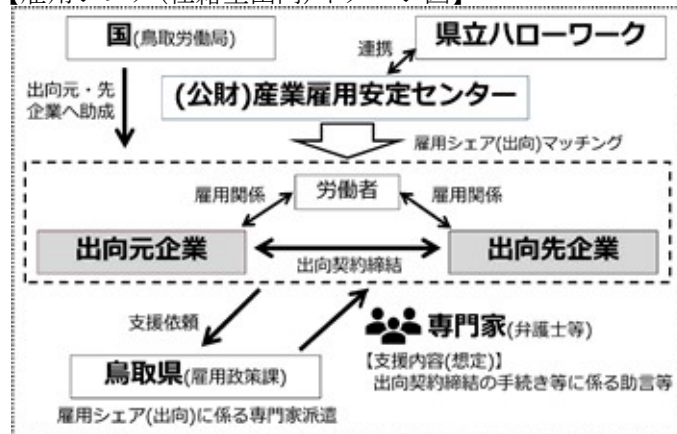 国(鳥取労働局)
県立ハローワーク
連携
出向元・先
企業へ助成
(公財)産業雇用安定センター
雇用シェア(出向)マッチング
労働者
雇用関係
雇用関係
出向元企業
出向先企業
出向契約締結
支援依頼
専門家(弁護士等)
【支援内容(想定)】
出向契約締結の手続き等に係る助言等
鳥取県(雇用政策課)
雇用シェア(出向)に係る専門家派遣